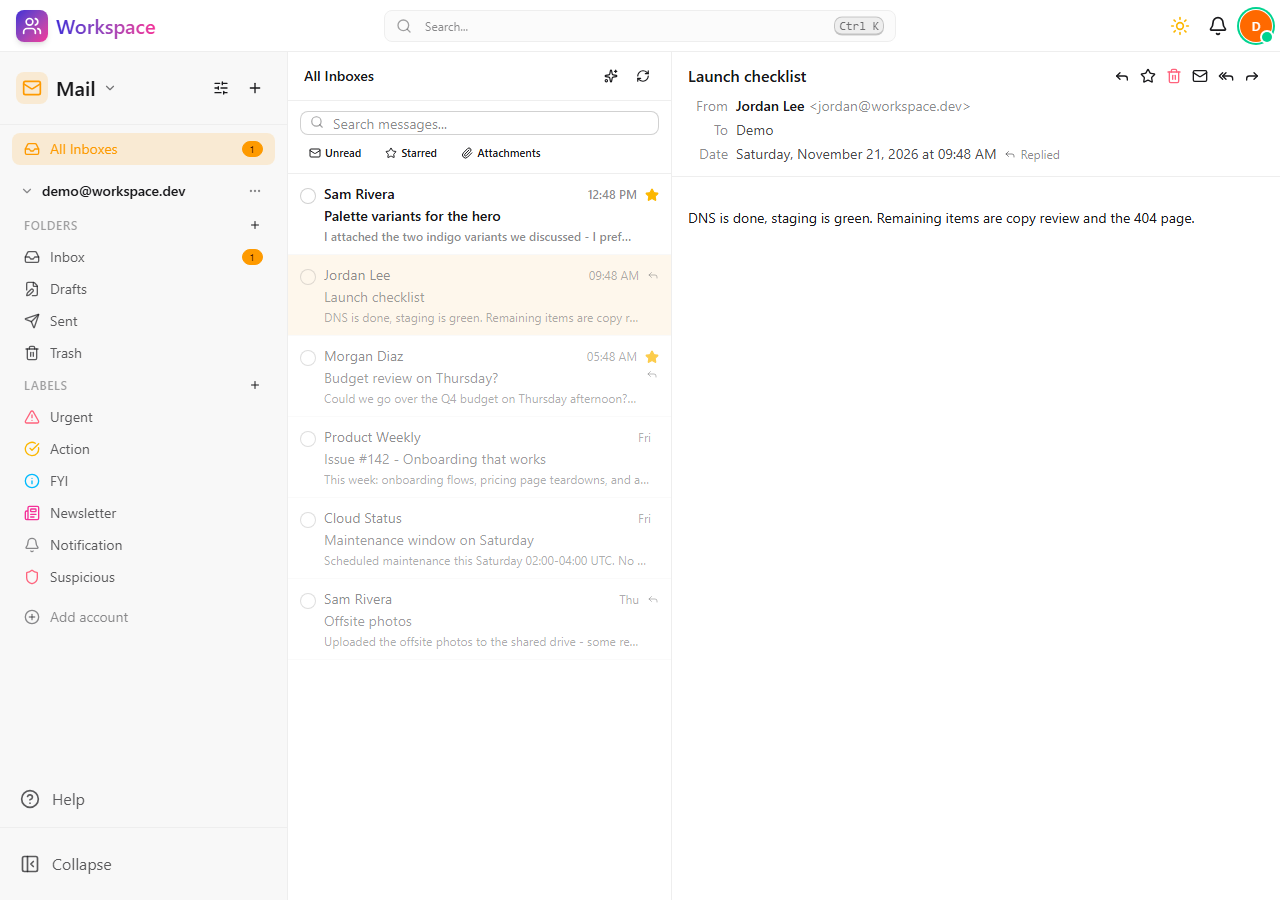 Workspace
Search...
Ctrl K
D
Mail
All Inboxes
1
demo@workspace.dev
FOLDERS
Inbox
1
Drafts
Sent
Trash
LABELS
Urgent
Action
FYI
Newsletter
Notification
Suspicious
Add account
Help
Collapse
All Inboxes
Search messages...
Unread Starred Attachments
Sam Rivera 12:48 PM
Palette variants for the hero
I attached the two indigo variants we discussed - I pref...
Jordan Lee 09:48 AM
Launch checklist
DNS is done, staging is green. Remaining items are copy r...
Morgan Diaz 05:48 AM
Budget review on Thursday?
Could we go over the Q4 budget on Thursday afternoon?...
Product Weekly Fri
Issue #142 - Onboarding that works
This week: onboarding flows, pricing page teardowns, and a...
Cloud Status Fri
Maintenance window on Saturday
Scheduled maintenance this Saturday 02:00-04:00 UTC. No ...
Sam Rivera Thu
Offsite photos
Uploaded the offsite photos to the shared drive - some re...
Launch checklist
From Jordan Lee <jordan@workspace.dev>
To Demo
Date Saturday, November 21, 2026 at 09:48 AM Replied
DNS is done, staging is green. Remaining items are copy review and the 404 page.